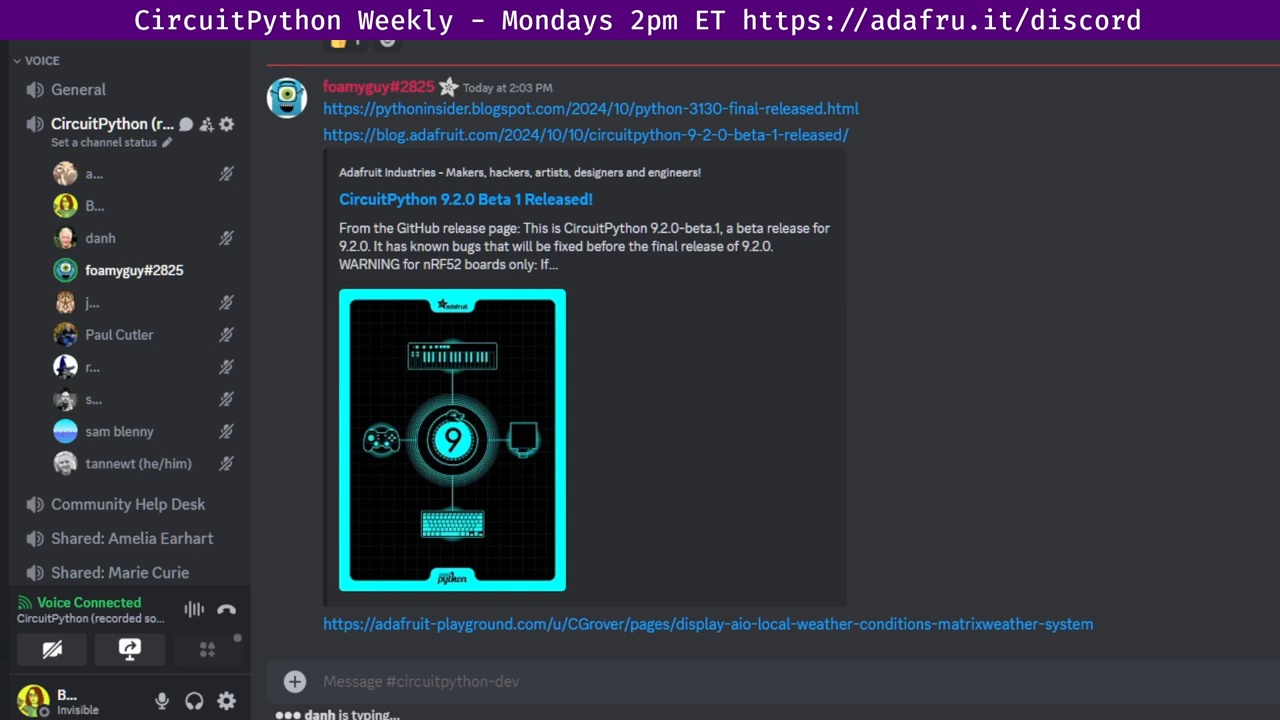 CircuitPython Weekly - Mondays 2pm ET https://adafru.it/discord
VOICE
General
CircuitPython (r...
Set a channel status
a...
B...
danh
foamyguy#2825
j...
Paul Cutler
r...
s...
sam blenny
tannewt (he/him)
Community Help Desk
Shared: Amelia Earhart
Shared: Marie Curie
Voice Connected
CircuitPython (recorded so...
B...
Invisible
1
foamyguy#2825 Today at 2:03 PM
https://pythoninsider.blogspot.com/2024/10/python-3130-final-released.html
https://blog.adafruit.com/2024/10/10/circuitpython-9-2-0-beta-1-released/
Adafruit Industries - Makers, hackers, artists, designers and engineers!
CircuitPython 9.2.0 Beta 1 Released!
From the GitHub release page: This is CircuitPython 9.2.0-beta.1, a beta release for
9.2.0. It has known bugs that will be fixed before the final release of 9.2.0.
WARNING for nRF52 boards only: If...
adafruit
9
python
https://adafruit-playground.com/u/CGrover/pages/display-aio-local-weather-conditions-matrixweather-system
Message #circuitpython-dev
danh is typing...